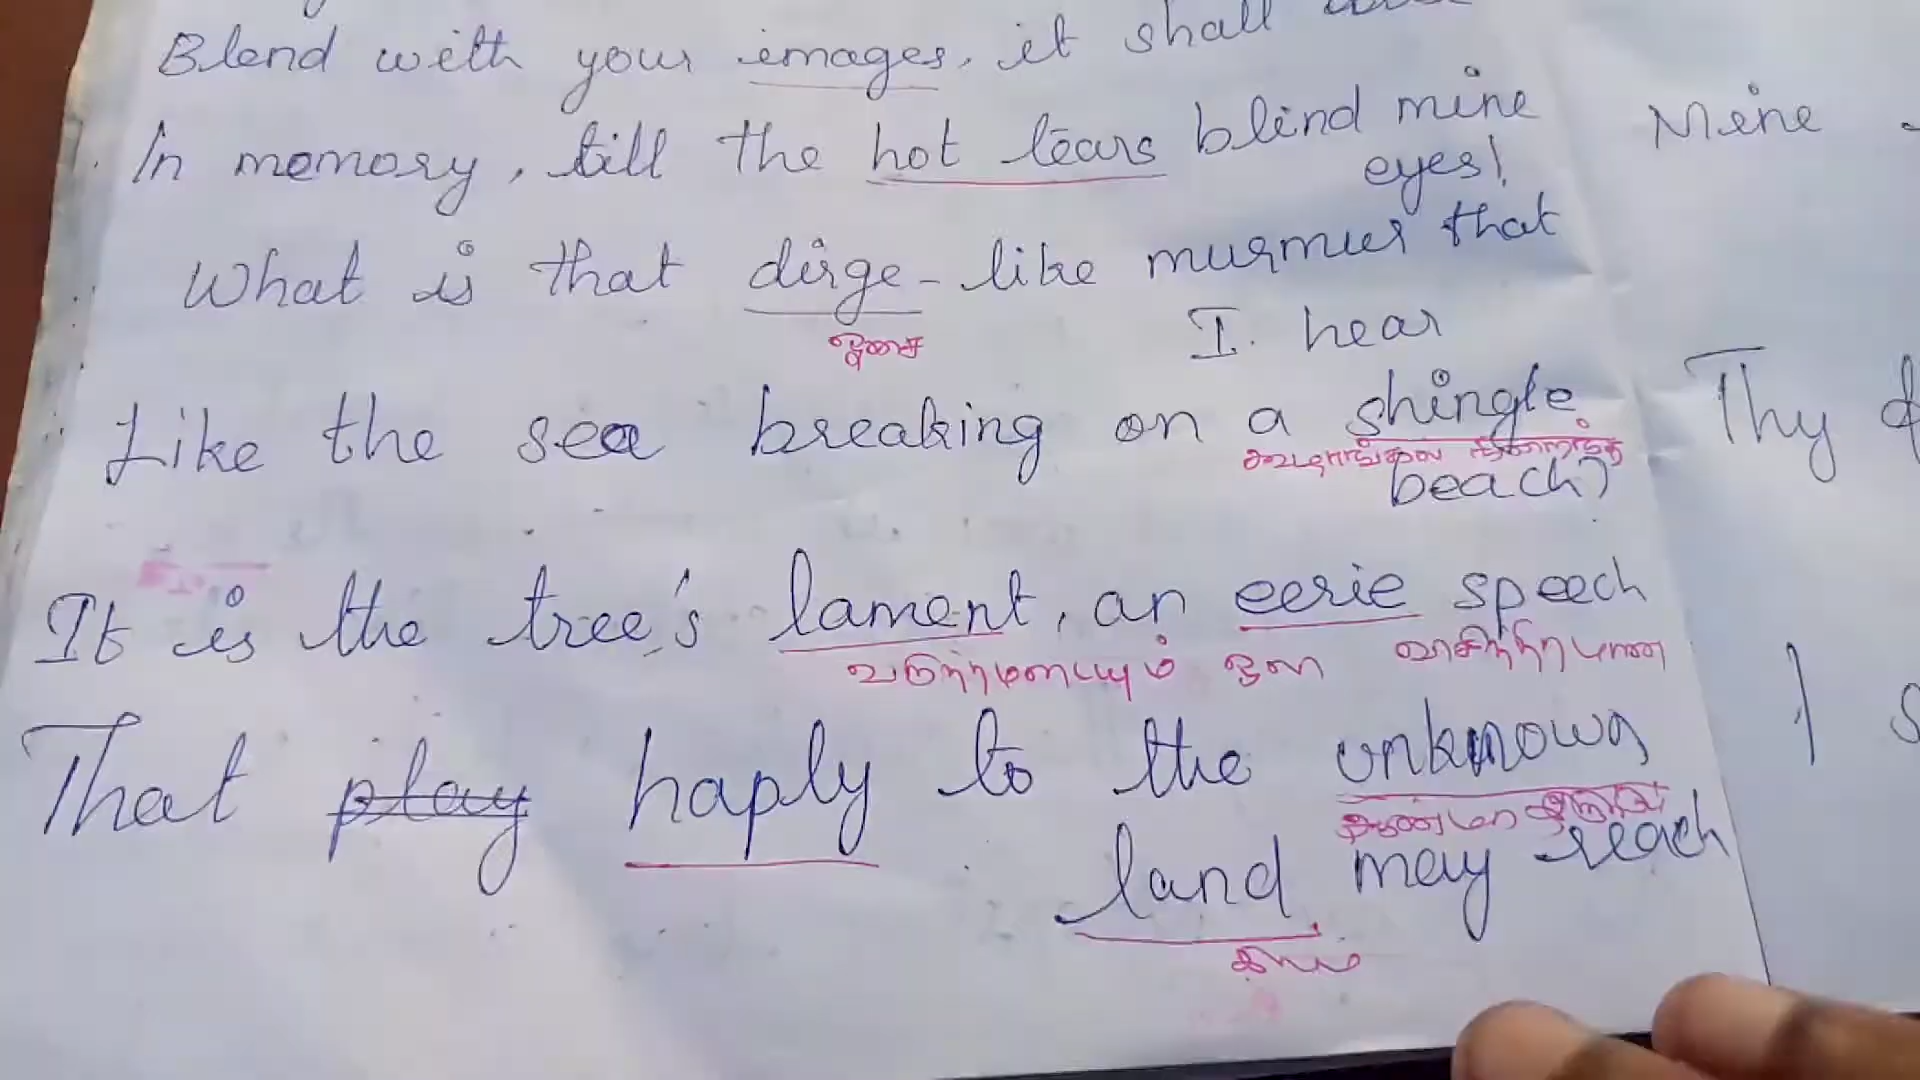 Blend with your images, it shall
In memory, till the hot tears blind mine
eyes!
What is that dirge-like murmur that
I. hear
ஓசை
Like the sea breaking on a shingle
beach?
It is the tree's lament, an eerie speech
ஒல
That play haply to the unknown
land may reach
Mine
Thy
I